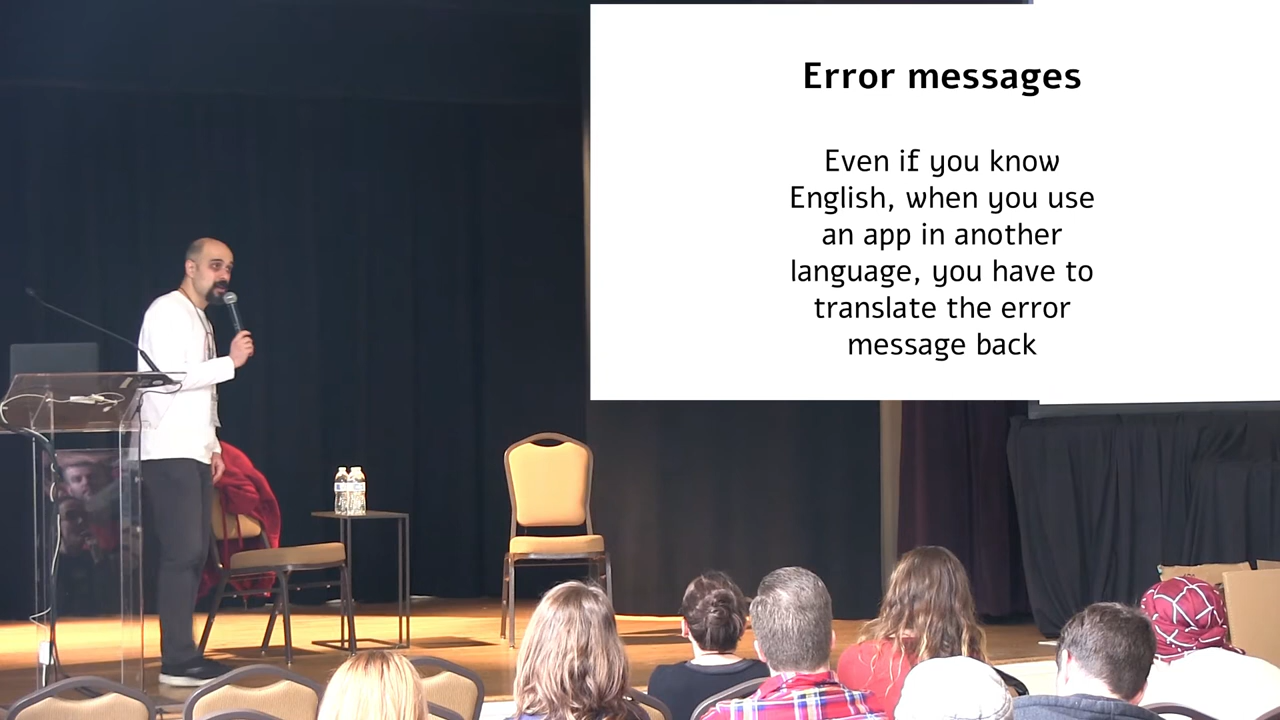 Error messages
Even if you know
English, when you use
an app in another
language, you have to
translate the error
message back